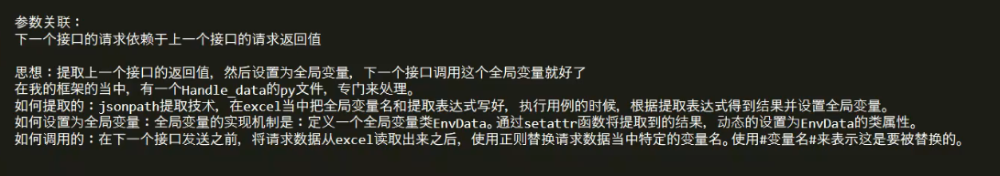 参数关联：
下一个接口的请求依赖于上一个接口的请求返回值
思想：提取上一个接口的返回值，然后设置为全局变量，下一个接口调用这个全局变量就好了
在我的框架的当中，有一个Handle_data的py文件，专门来处理。
如何提取的：jsonpath提取技术，在excel当中把全局变量名和提取表达式写好，执行用例的时候，根据提取表达式得到结果并设置全局变量。
如何设置为全局变量：全局变量的实现机制是：定义一个全局变量类EnvData。通过setattr函数将提取到的结果，动态的设置为EnvData的类属性。
如何调用的：在下一个接口发送之前，将请求数据从excel读取出来之后，使用正则替换请求数据当中特定的变量名。使用#变量名#来表示这是要被替换的。